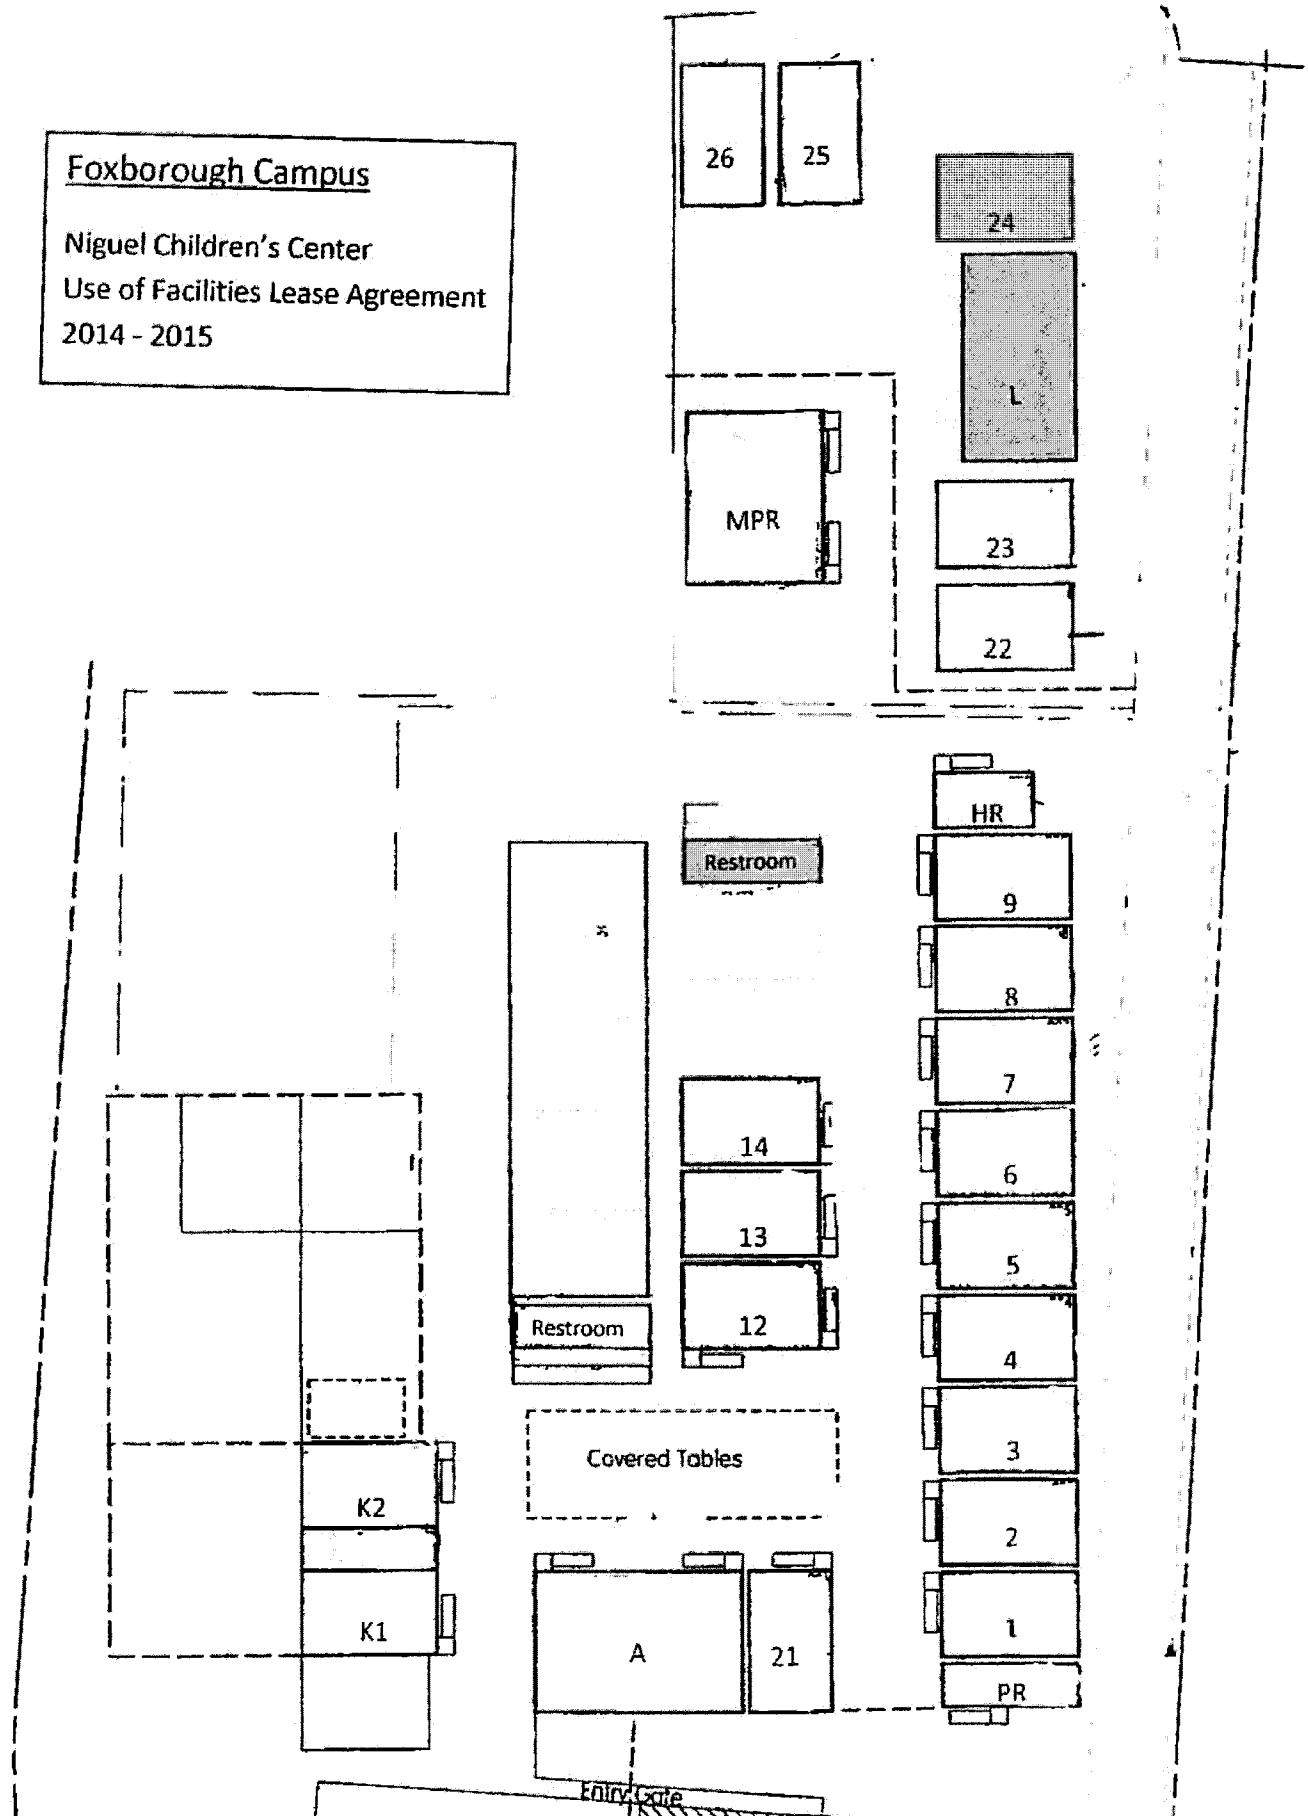 Foxborough Campus
Niguel Children's Center
Use of Facilities Lease Agreement
2014 - 2015
26
25
24
L
MPR
23
22
HR
Restroom
9
8
7
14
6
13
5
Restroom
12
4
Covered Tables
3
K2
2
K1
A
21
1
PR
Entry Gate